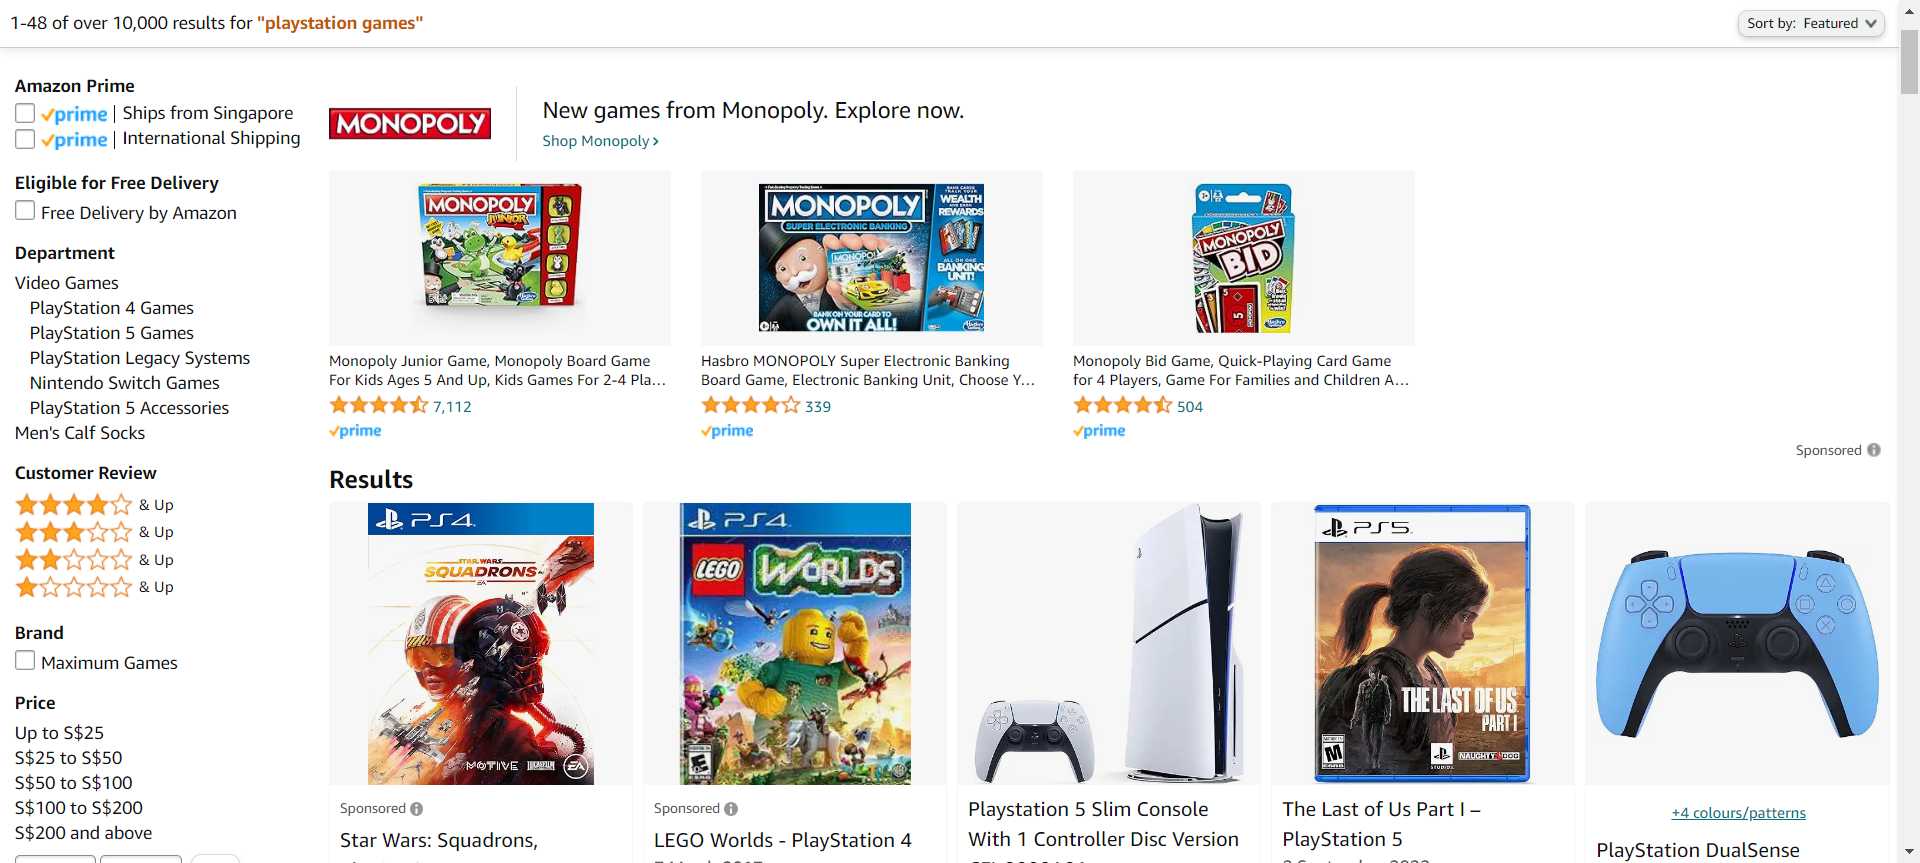 1-48 of over 10,000 results for "playstation games"
Sort by: Featured
Amazon Prime
prime | Ships from Singapore
prime | International Shipping
Eligible for Free Delivery
Free Delivery by Amazon
Department
Video Games
PlayStation 4 Games
PlayStation 5 Games
PlayStation Legacy Systems
Nintendo Switch Games
PlayStation 5 Accessories
Men's Calf Socks
Customer Review
& Up
& Up
& Up
& Up
Brand
Maximum Games
Price
Up to S$25
S$25 to S$50
S$50 to S$100
S$100 to S$200
S$200 and above
MONOPOLY
New games from Monopoly. Explore now.
Shop Monopoly ›
MONOPOLY
JUNIOR
MONOPOLY
SUPER ELECTRONIC BANKING
WEALTH
REWARDS
ALL IN ONE
BANKING
UNIT!
BANK ON YOUR CARD TO
OWN IT ALL!
MONOPOLY
BID
Monopoly Junior Game, Monopoly Board Game
For Kids Ages 5 And Up, Kids Games For 2-4 Pla...
7,112
prime
Hasbro MONOPOLY Super Electronic Banking
Board Game, Electronic Banking Unit, Choose Y...
339
prime
Monopoly Bid Game, Quick-Playing Card Game
for 4 Players, Game For Families and Children A...
504
prime
Sponsored
Results
PS4
STAR WARS
SQUADRONS
MOTIVE
EA
Sponsored
Star Wars: Squadrons,
PS4
LEGO WORLDS
Sponsored
LEGO Worlds - PlayStation 4
Playstation 5 Slim Console
With 1 Controller Disc Version
PS5
THE LAST OF US
PART I
NAUGHTY DOG
The Last of Us Part I –
PlayStation 5
+4 colours/patterns
PlayStation DualSense